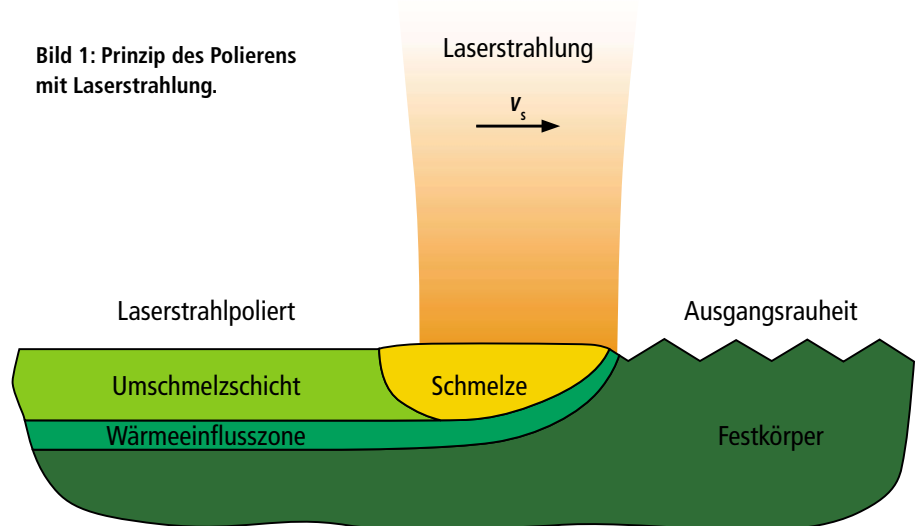 Bild 1: Prinzip des Polierens
mit Laserstrahlung.
Laserstrahlung
Vs
Laserstrahlpoliert
Ausgangsrauheit
Umschmelzschicht
Schmelze
Wärmeeinflusszone
Festkörper